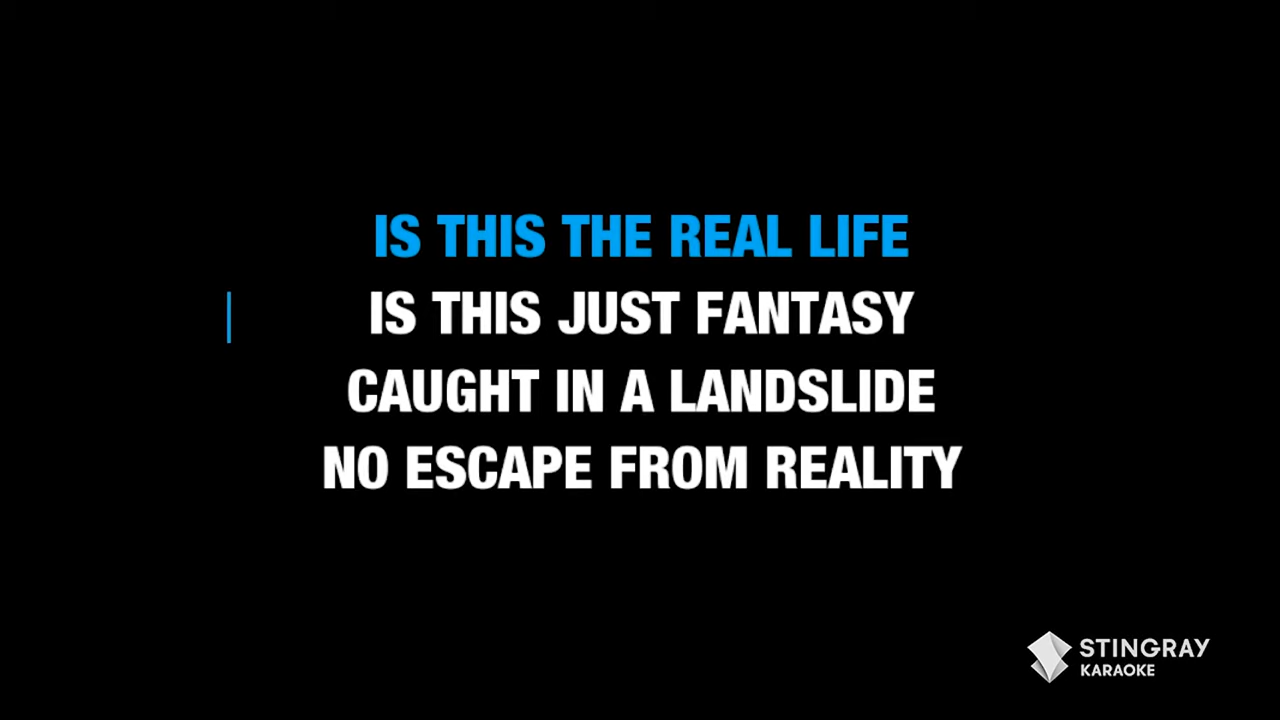 IS THIS THE REAL LIFE
IS THIS JUST FANTASY
CAUGHT IN A LANDSLIDE
NO ESCAPE FROM REALITY
STINGRAY
KARAOKE